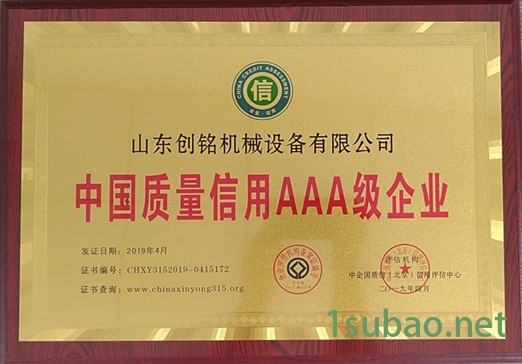 CHINA CREDIT ASSESSMENT
信
质量·信用
山东创铭机械设备有限公司
中国质量信用AAA级企业
发证日期：2019年4月
证书编号：CHXY3152019-0415172
证书查询：www.chinaxinyong315.org
评估机构
中企国质信（北京）信用评估中心
二〇一九年四月
1subao.net